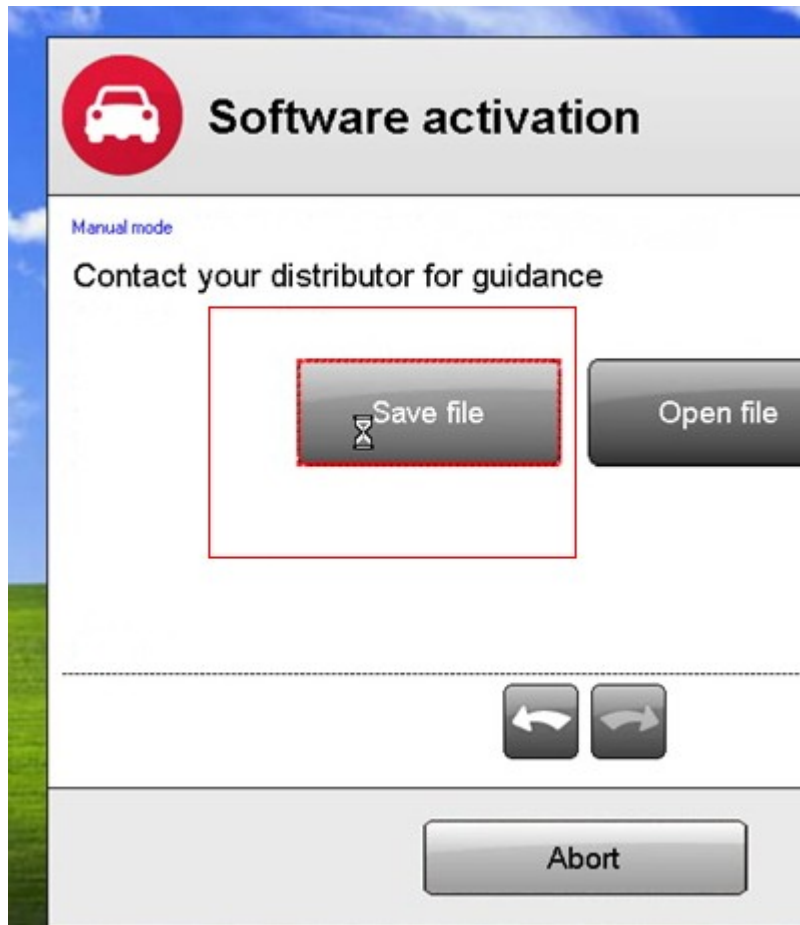 Software activation
Manual mode
Contact your distributor for guidance
Save file
Open file
Abort